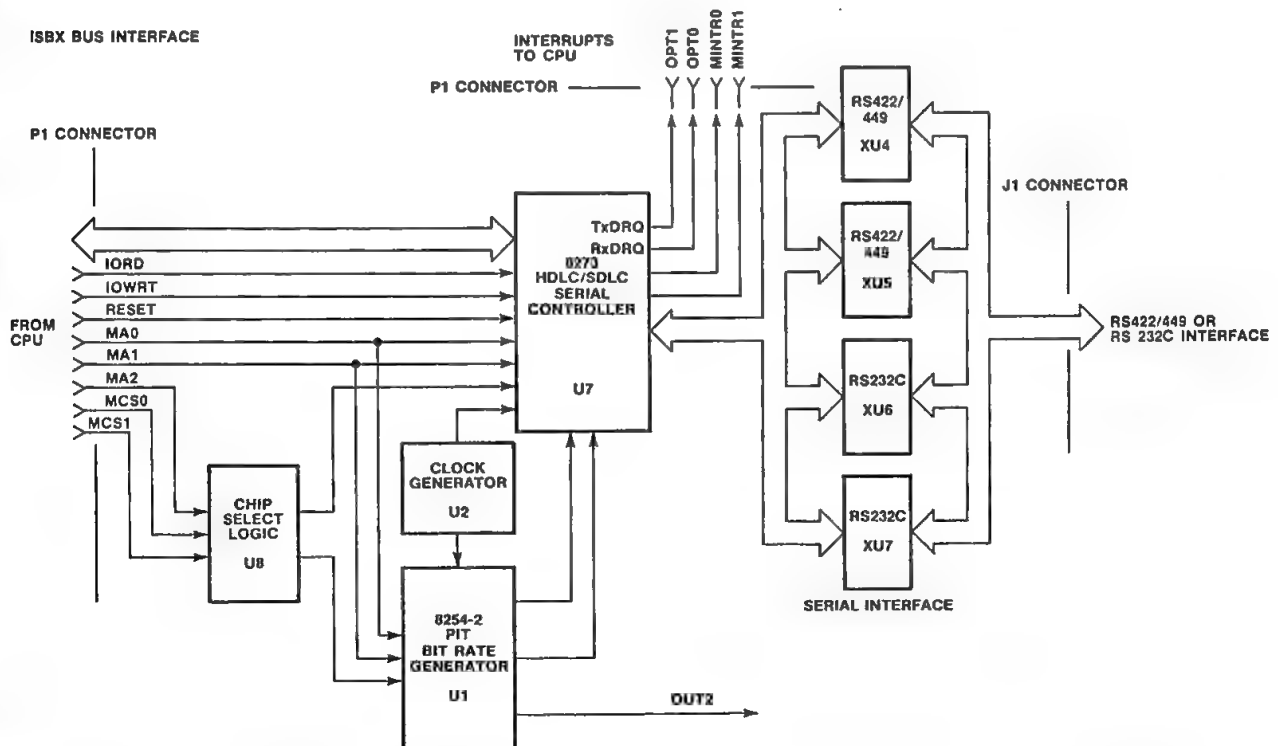 ISBX BUS INTERFACE
INTERRUPTS
TO CPU
OPT1
OPT0
MINTR0
MINTR1
P1 CONNECTOR
P1 CONNECTOR
RS422/
449
XU4
J1 CONNECTOR
TxDRQ
RxDRQ
8273
HDLC/SDLC
SERIAL
CONTROLLER
U7
RS422/
449
XU5
FROM
CPU
IORD
IOWRT
RESET
MA0
MA1
MA2
MCS0
MCS1
RS422/449 OR
RS 232C INTERFACE
RS232C
XU6
CLOCK
GENERATOR
U2
CHIP
SELECT
LOGIC
U8
RS232C
XU7
SERIAL INTERFACE
8254-2
PIT
BIT RATE
GENERATOR
U1
OUT2